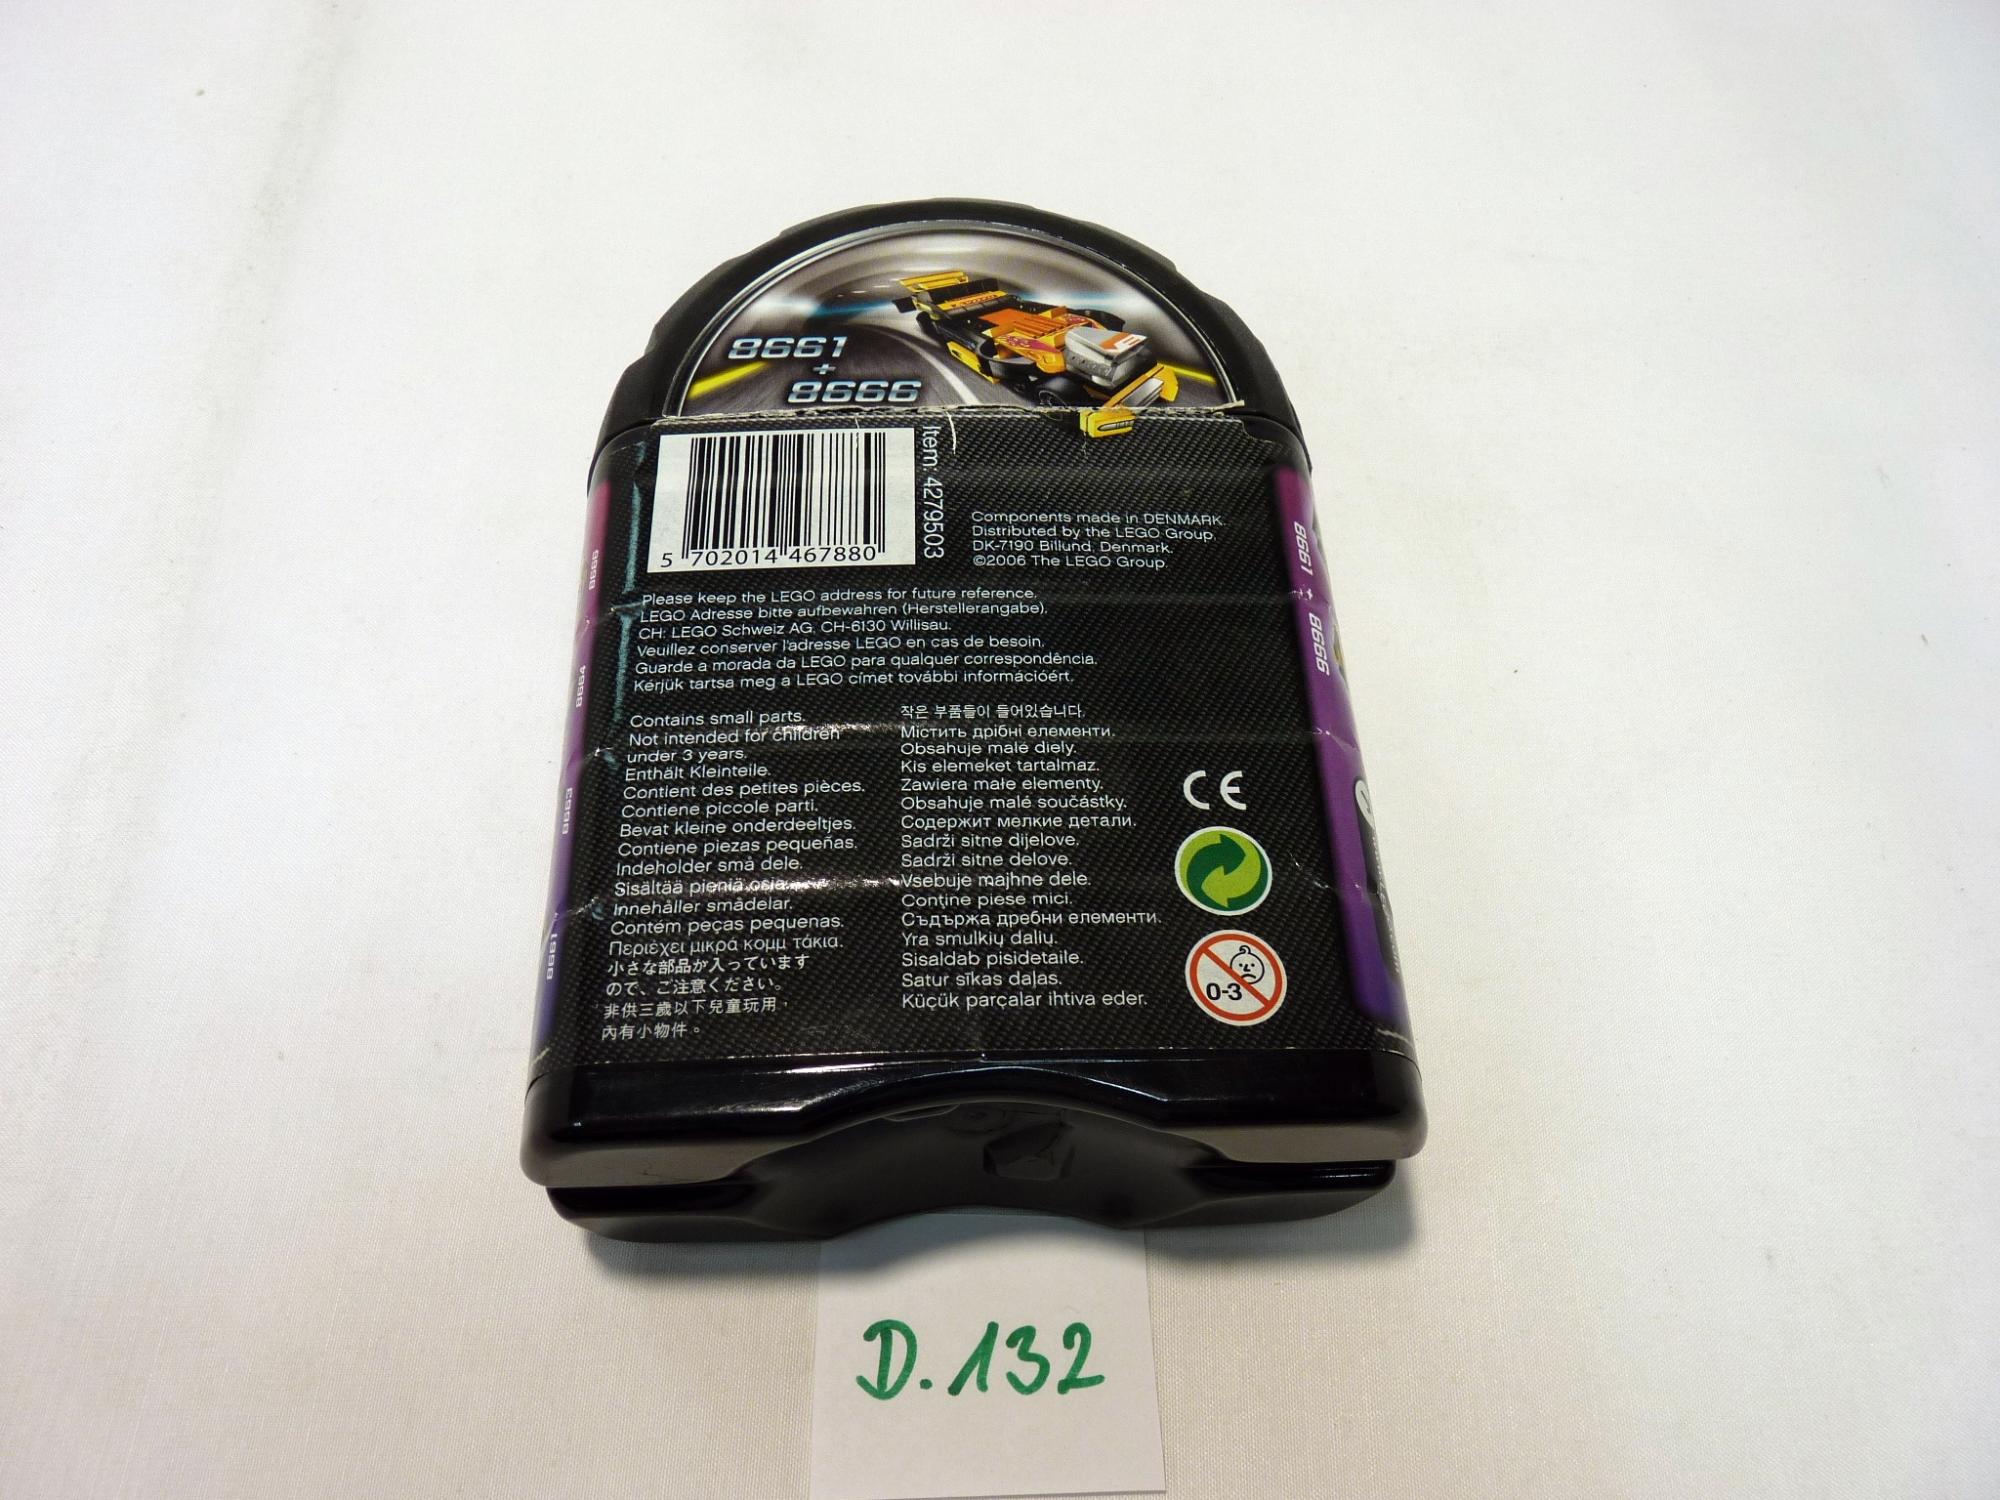 8661
+
8666
5 702014 467880
Item: 4279503
Components made in DENMARK.
Distributed by the LEGO Group,
DK-7190 Billund, Denmark.
©2006 The LEGO Group.
Please keep the LEGO address for future reference.
LEGO Adresse bitte aufbewahren (Herstellerangabe).
CH: LEGO Schweiz AG, CH-6130 Willisau.
Veuillez conserver l'adresse LEGO en cas de besoin.
Guarde a morada da LEGO para qualquer correspondência.
Kérjük tartsa meg a LEGO címet további információért.
Contains small parts.
Not intended for children
under 3 years.
Enthält Kleinteile.
Contient des petites pièces.
Contiene piccole parti.
Bevat kleine onderdeeltjes.
Contiene piezas pequeñas.
Indeholder små dele.
Sisältää pieniä osia.
Innehåller smådelar.
Contém peças pequenas.
Περιέχει μικρά κομμ τάκια.
小さな部品が入っています
ので、ご注意ください。
非供三歲以下兒童玩用，
內有小物件。
작은 부품들이 들어있습니다.
Містить дрібні елементи.
Obsahuje malé diely.
Kis elemeket tartalmaz.
Zawiera małe elementy.
Obsahuje malé součástky.
Содержит мелкие детали.
Sadrži sitne dijelove.
Sadrži sitne delove.
Vsebuje majhne dele.
Conţine piese mici.
Съдържа дребни елементи.
Yra smulkių dalių.
Sisaldab pisidetaile.
Satur sīkas daļas.
Küçük parçalar ihtiva eder.
CE
0-3
8666
8664
8663
8661
8661 + 8666
D.132